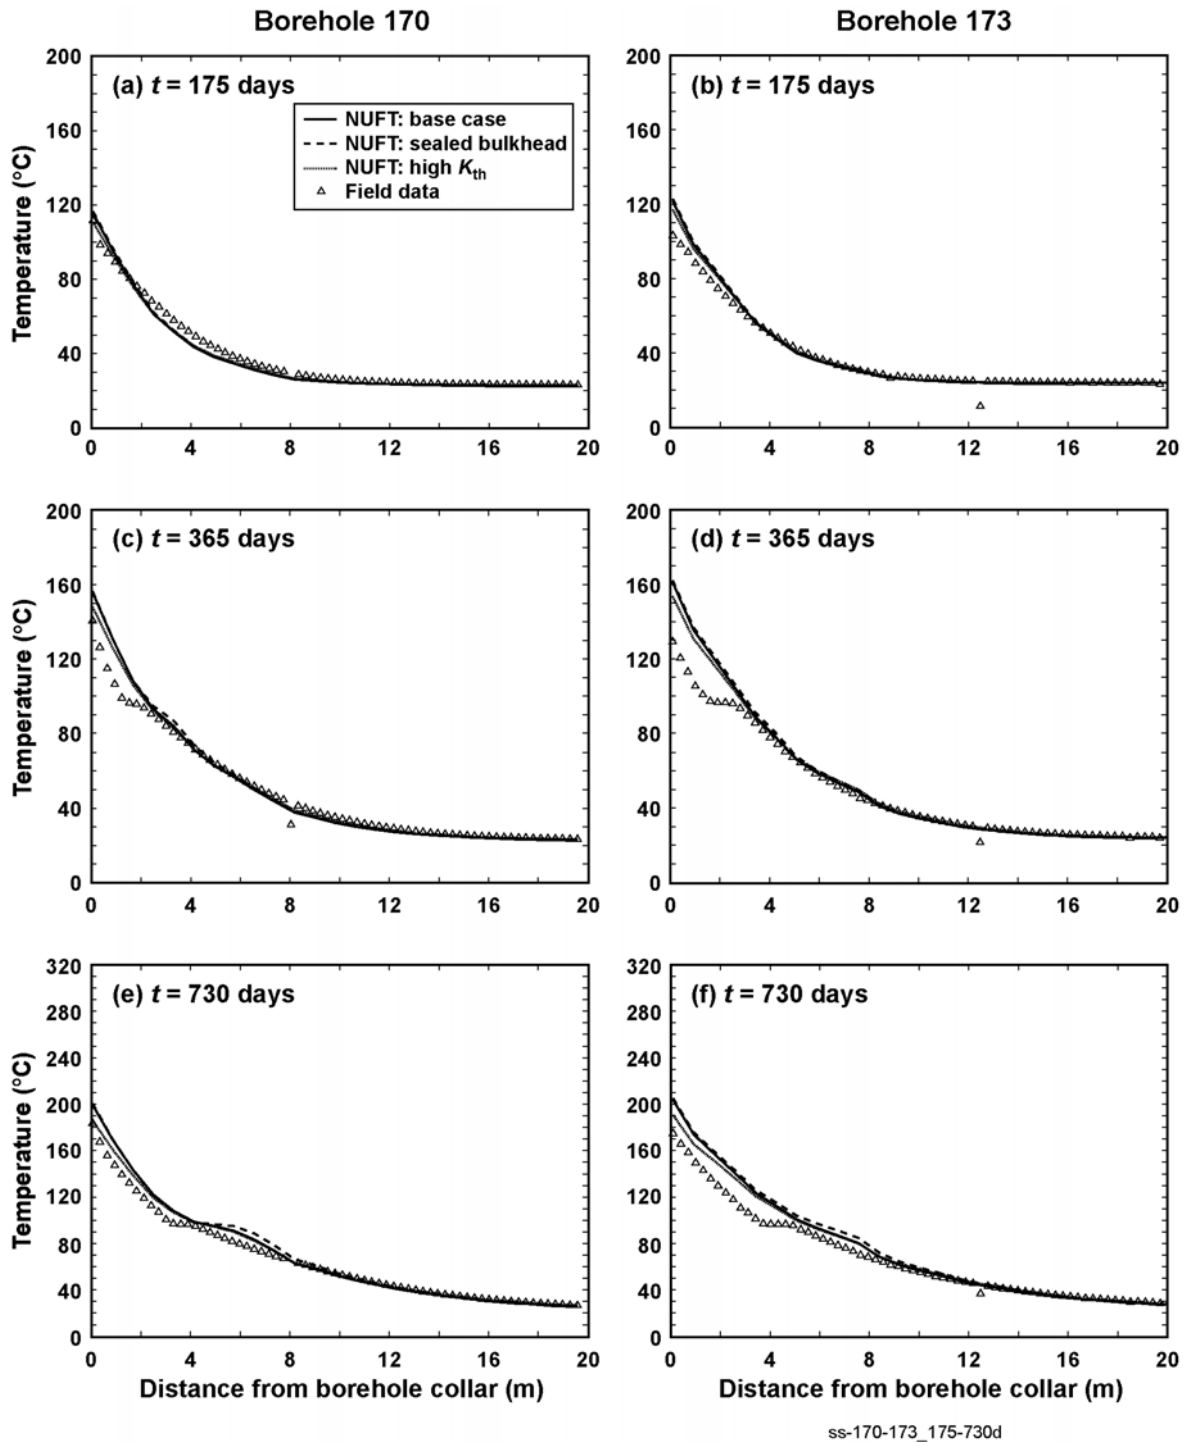 Borehole 170
Borehole 173
200
160
120
80
40
0
Temperature (°C)
(a) t = 175 days
NUFT: base case
NUFT: sealed bulkhead
NUFT: high Kth
Field data
0 4 8 12 16 20
200
160
120
80
40
0
(b) t = 175 days
0 4 8 12 16 20
200
160
120
80
40
0
Temperature (°C)
(c) t = 365 days
0 4 8 12 16 20
200
160
120
80
40
0
(d) t = 365 days
0 4 8 12 16 20
320
280
240
200
160
120
80
40
0
Temperature (°C)
(e) t = 730 days
0 4 8 12 16 20
Distance from borehole collar (m)
320
280
240
200
160
120
80
40
0
(f) t = 730 days
0 4 8 12 16 20
Distance from borehole collar (m)
ss-170-173_175-730d